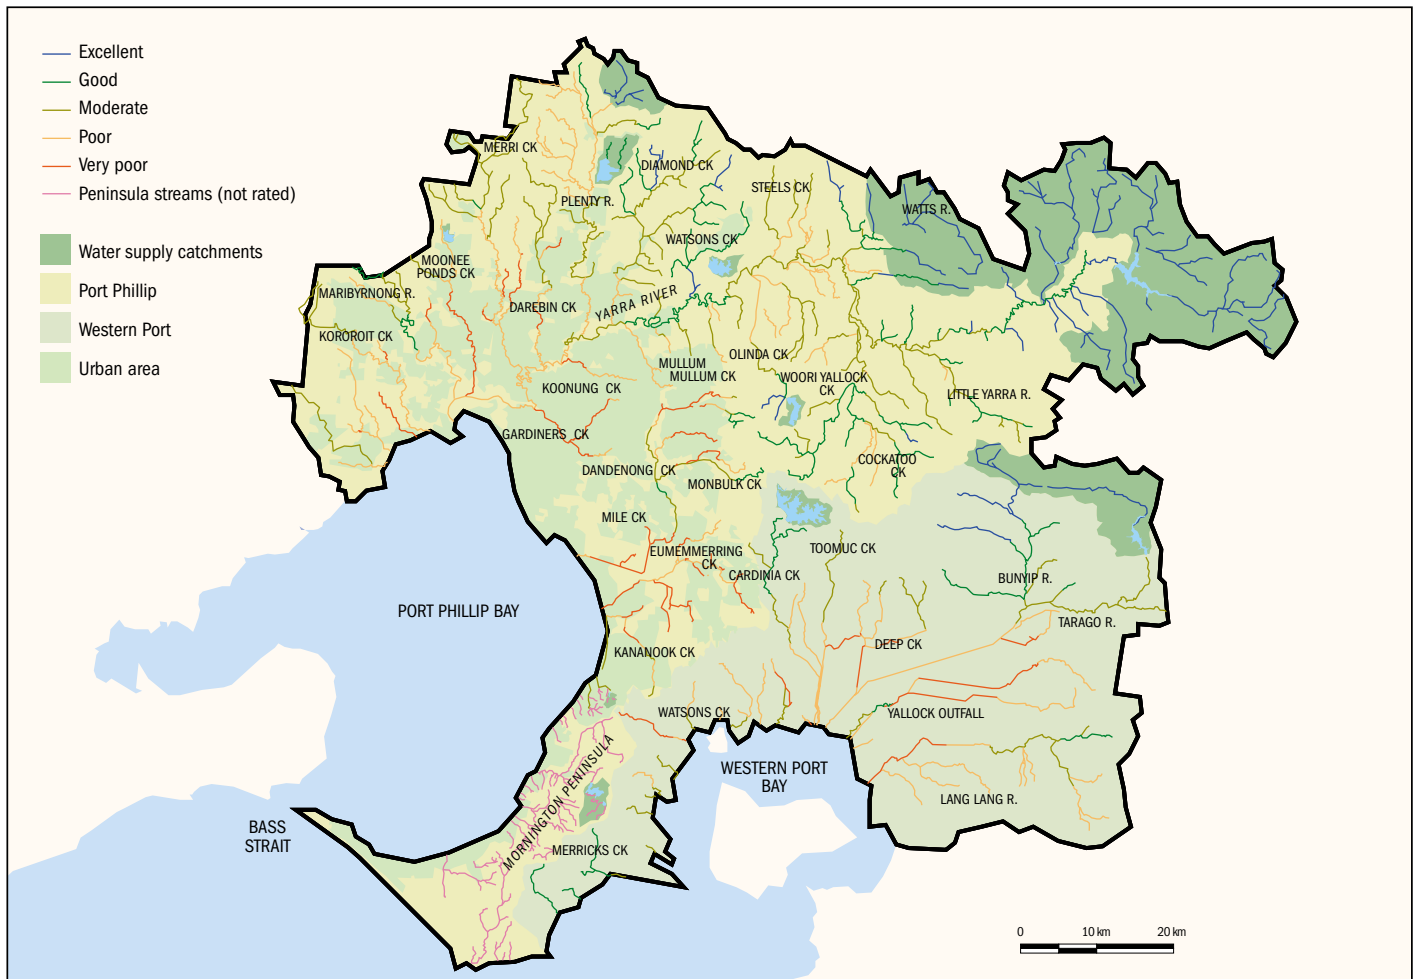 Excellent
Good
Moderate
Poor
Very poor
Peninsula streams (not rated)
Water supply catchments
Port Phillip
Western Port
Urban area
MERRI CK
DIAMOND CK
STEELS CK
PLENTY R.
WATTS R.
WATSONS CK
MOONEE
PONDS CK
MARIBYRNONG R.
DAREBIN CK
YARRA RIVER
KOROROIT CK
OLINDA CK
MULLUM
MULLUM CK
WOORI YALLOCK
CK
KOONUNG CK
LITTLE YARRA R.
GARDINERS CK
COCKATOO
CK
DANDENONG CK
MONBULK CK
MILE CK
EUMEMMERRING
CK
TOOMUC CK
CARDINIA CK
BUNYIP R.
PORT PHILLIP BAY
TARAGO R.
DEEP CK
KANANOOK CK
WATSONS CK
YALLOCK OUTFALL
MORNINGTON PENINSULA
WESTERN PORT
BAY
LANG LANG R.
BASS
STRAIT
MERRICKS CK
0 10 km 20 km